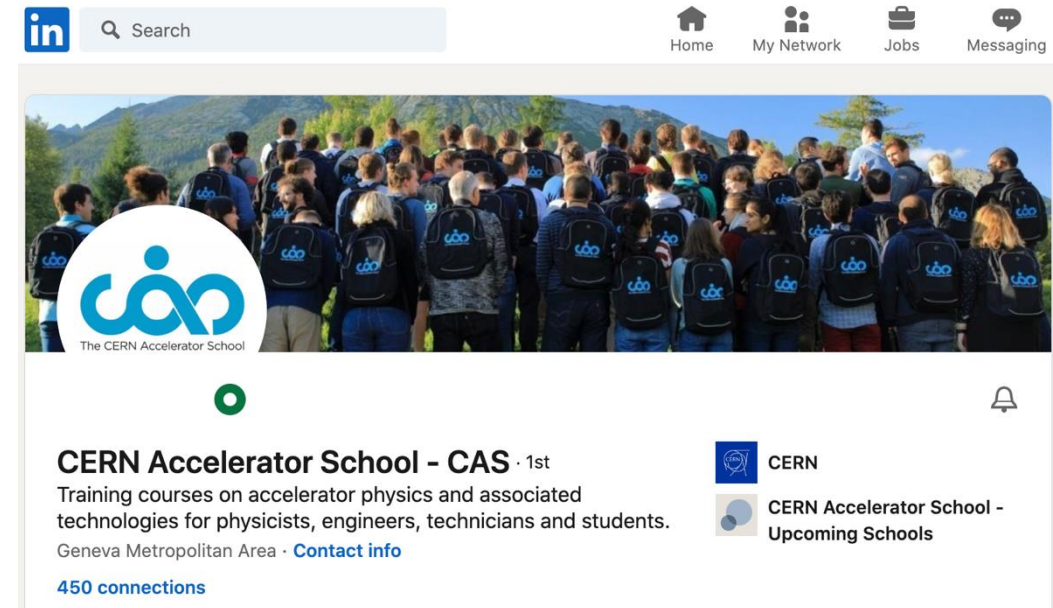 in
Search
Home
My Network
Jobs
Messaging
The CERN Accelerator School
CERN Accelerator School - CAS · 1st
Training courses on accelerator physics and associated
technologies for physicists, engineers, technicians and students.
Geneva Metropolitan Area · Contact info
450 connections
CERN
CERN
CERN Accelerator School -
Upcoming Schools